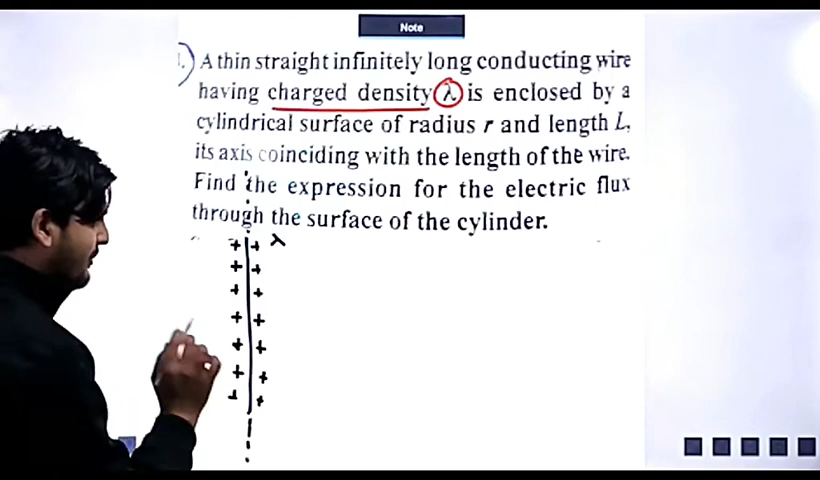 Note
A thin straight infinitely long conducting wire
having charged density λ is enclosed by a
cylindrical surface of radius r and length L,
its axis coinciding with the length of the wire.
Find the expression for the electric flux
through the surface of the cylinder.
+ + λ
+ +
+ +
+ +
+ +
+ +
+ +